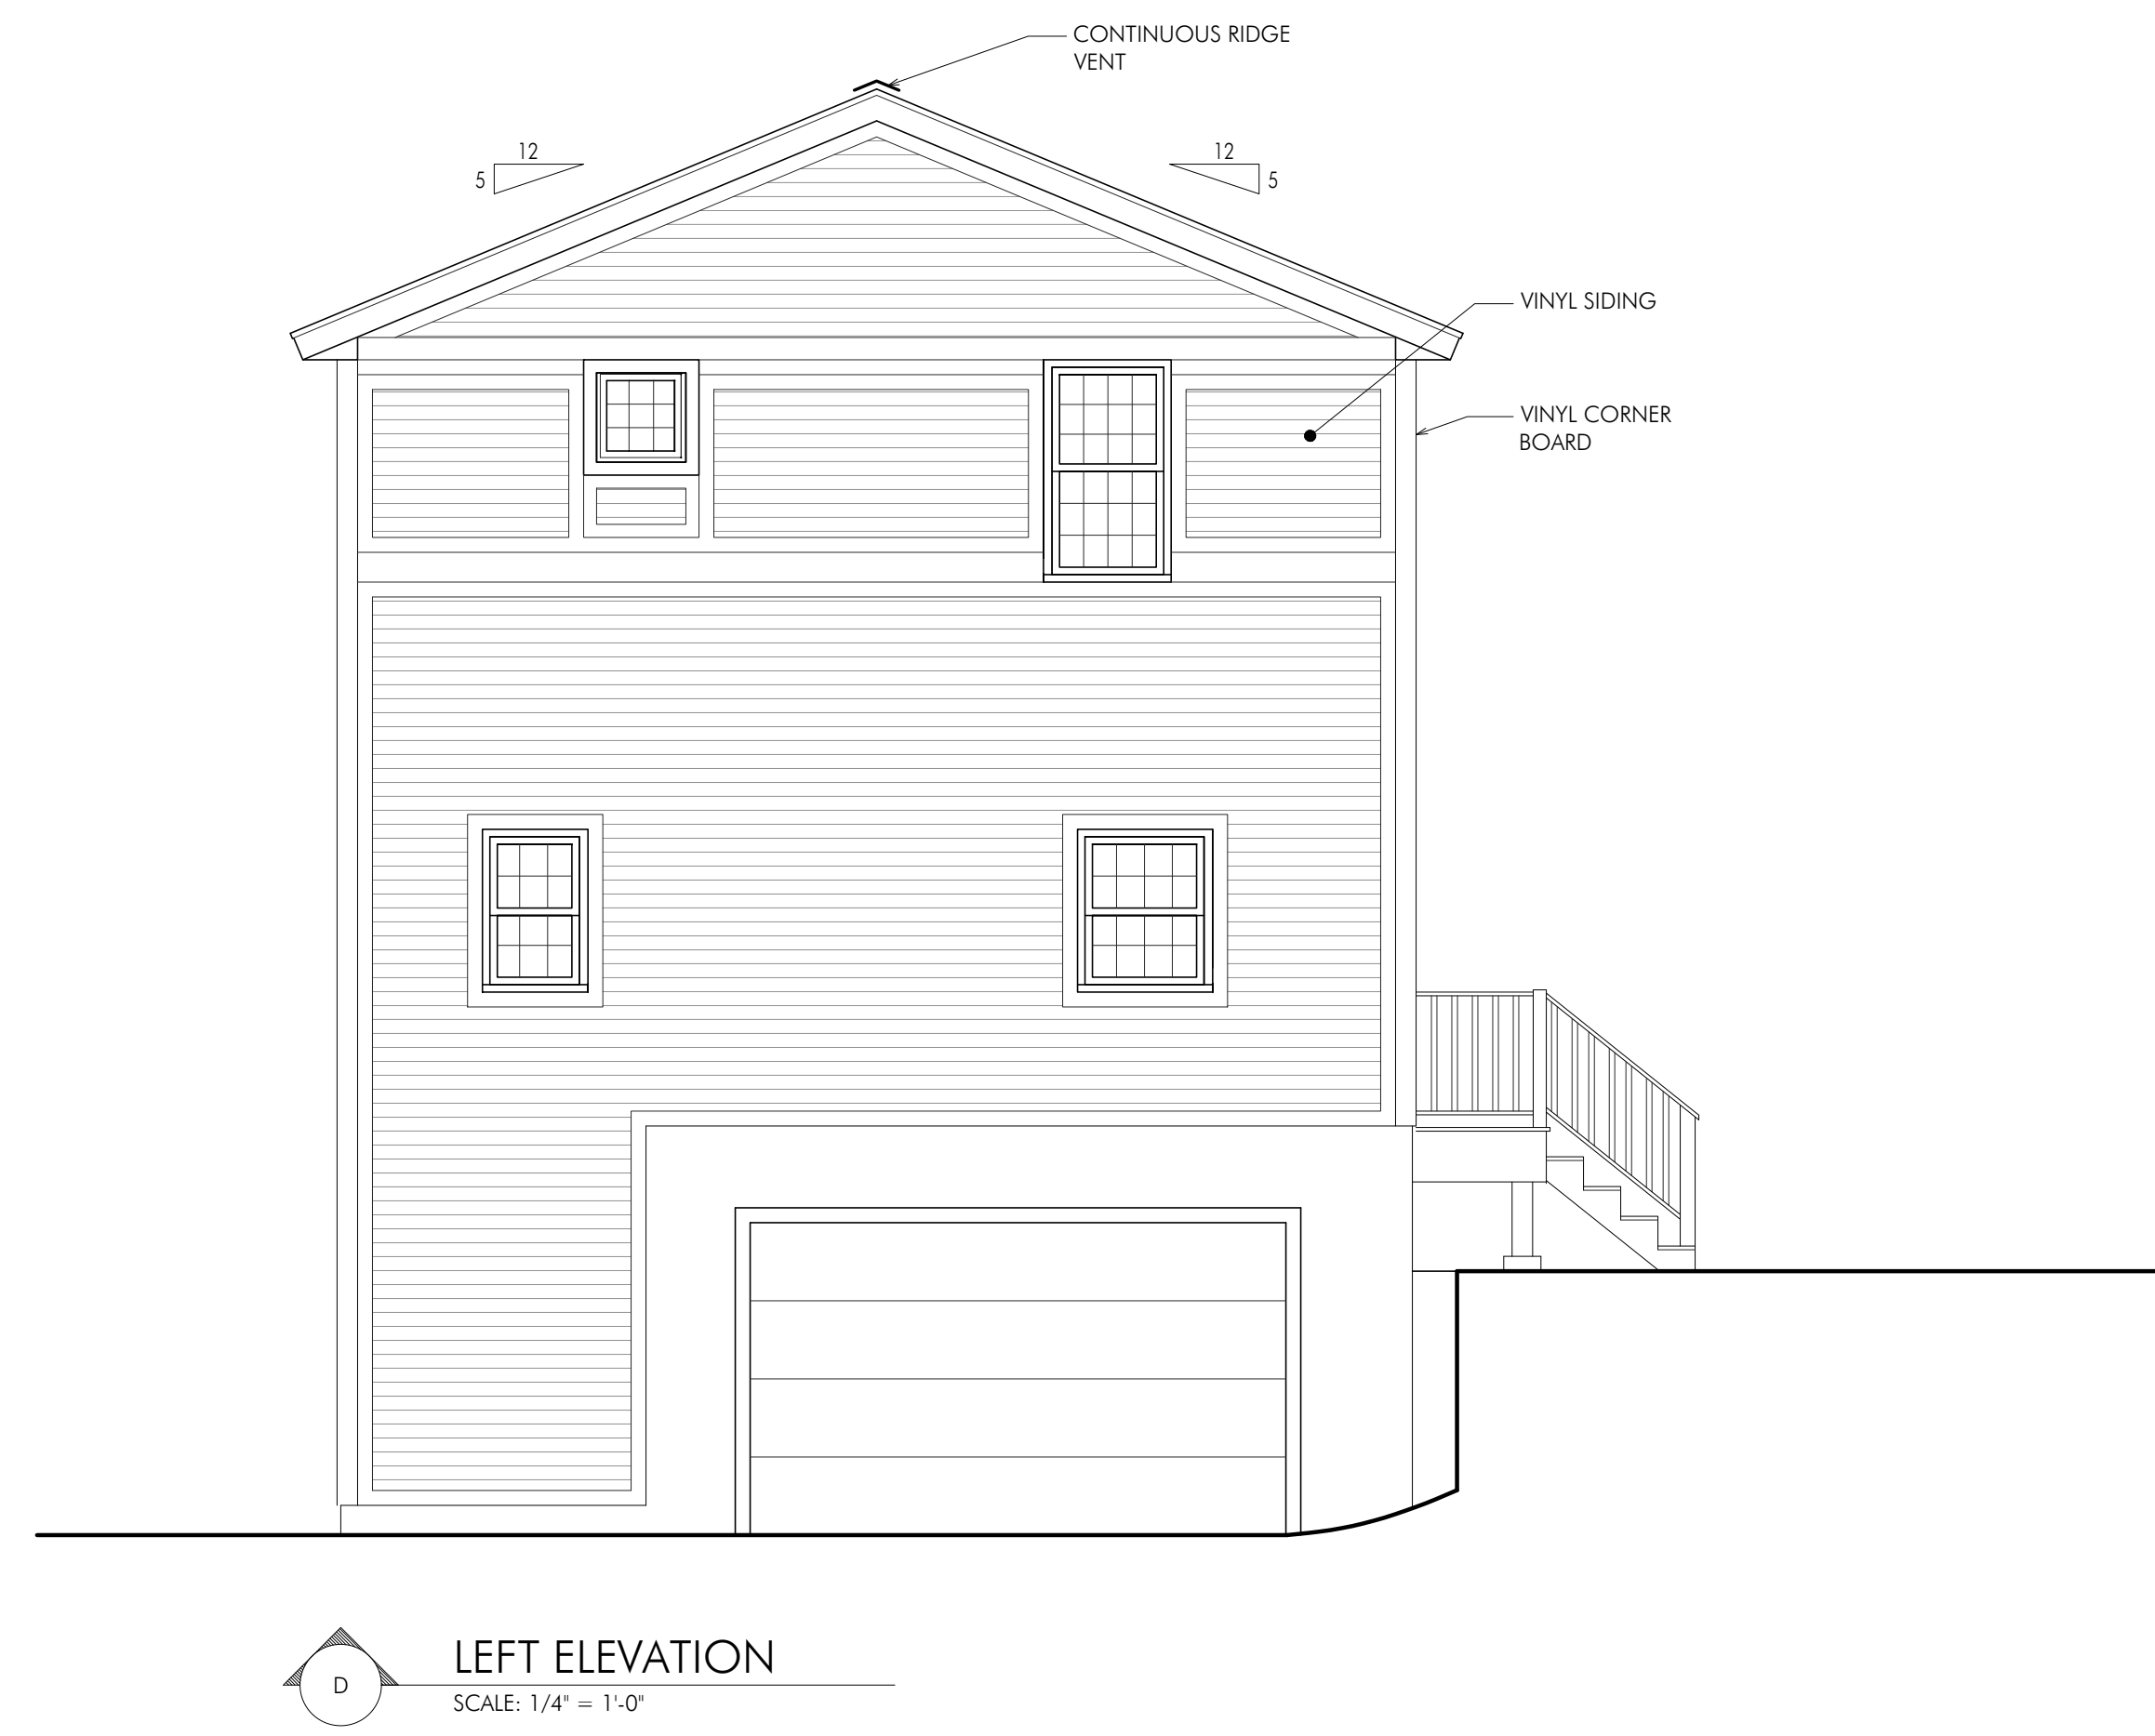 CONTINUOUS RIDGE
VENT
12
5
12
5
VINYL SIDING
VINYL CORNER
BOARD
LEFT ELEVATION
D
SCALE: 1/4" = 1'-0"